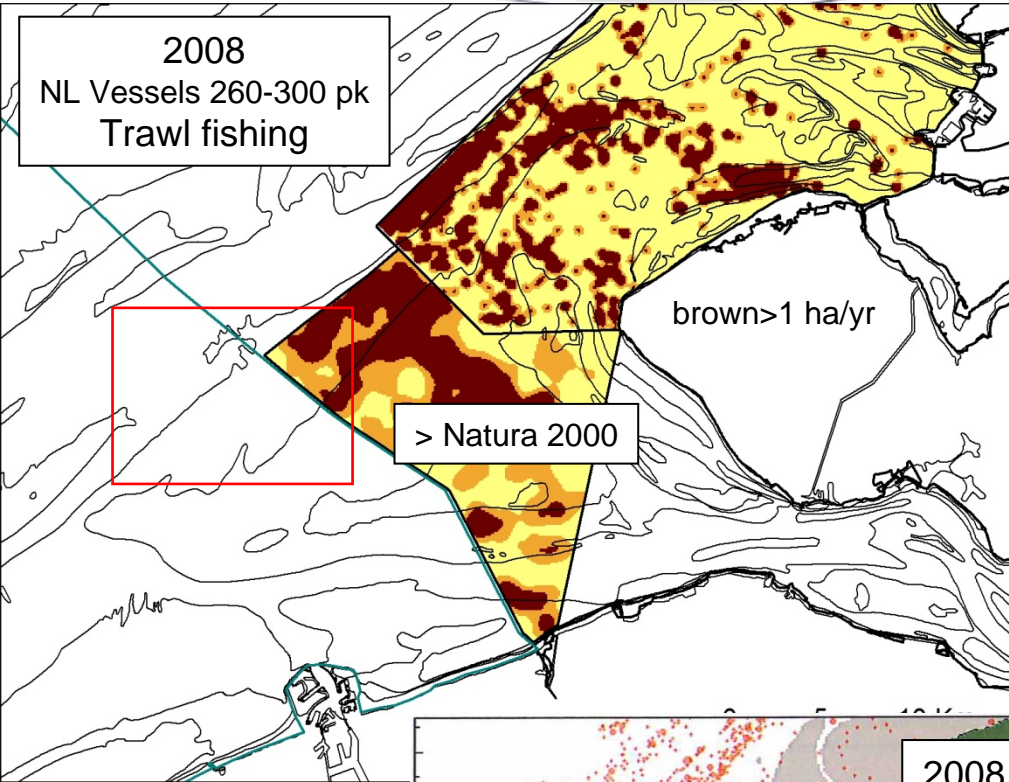 2008
NL Vessels 260-300 pk
Trawl fishing
brown>1 ha/yr
> Natura 2000
2008